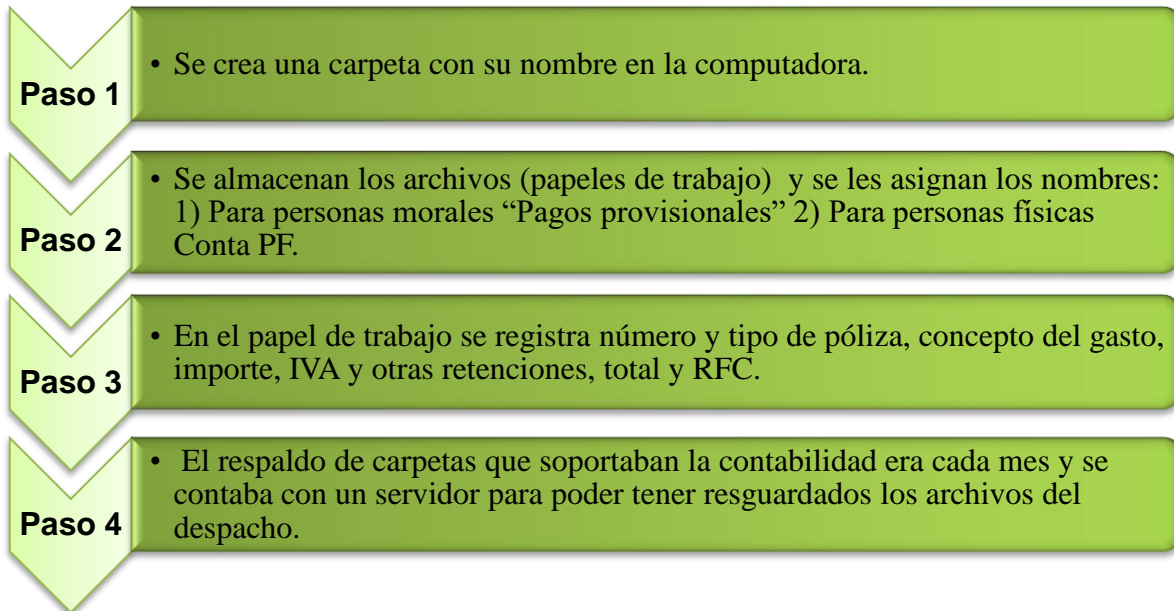 Paso 1
• Se crea una carpeta con su nombre en la computadora.
Paso 2
• Se almacenan los archivos (papeles de trabajo) y se les asignan los nombres:
1) Para personas morales “Pagos provisionales” 2) Para personas físicas
Conta PF.
Paso 3
• En el papel de trabajo se registra número y tipo de póliza, concepto del gasto,
importe, IVA y otras retenciones, total y RFC.
Paso 4
• El respaldo de carpetas que soportaban la contabilidad era cada mes y se
contaba con un servidor para poder tener resguardados los archivos del
despacho.